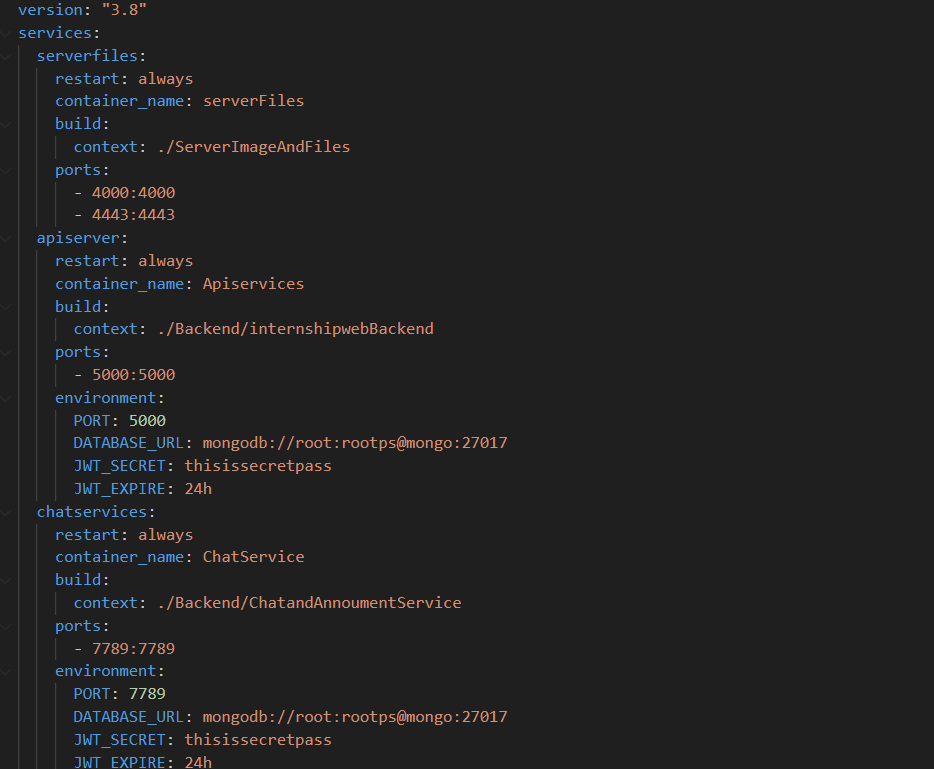 version: "3.8"
services:
  serverfiles:
    restart: always
    container_name: serverFiles
    build:
      context: ./ServerImageAndFiles
    ports:
      - 4000:4000
      - 4443:4443
  apiserver:
    restart: always
    container_name: Apiservices
    build:
      context: ./Backend/internshipwebBackend
    ports:
      - 5000:5000
    environment:
      PORT: 5000
      DATABASE_URL: mongodb://root:rootps@mongo:27017
      JWT_SECRET: thisissecretpass
      JWT_EXPIRE: 24h
  chatservices:
    restart: always
    container_name: ChatService
    build:
      context: ./Backend/ChatandAnnoumentService
    ports:
      - 7789:7789
    environment:
      PORT: 7789
      DATABASE_URL: mongodb://root:rootps@mongo:27017
      JWT_SECRET: thisissecretpass
      JWT_EXPIRE: 24h